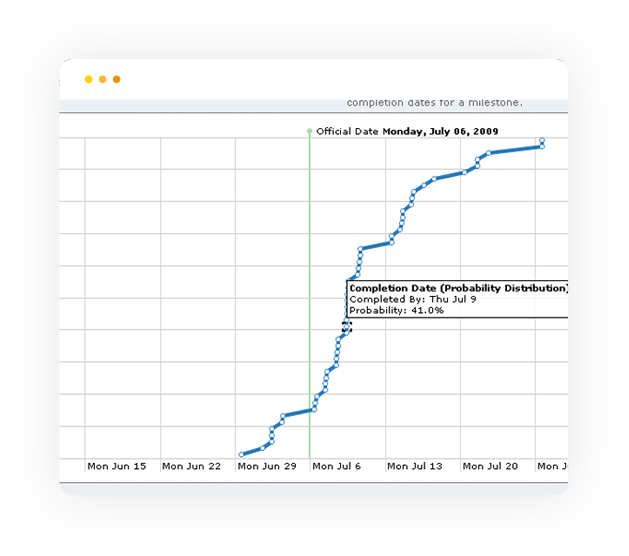 completion dates for a milestone.
Official Date Monday, July 06, 2009
Completion Date (Probability Distribution)
Completed By: Thu Jul 9
Probability: 41.0%
Mon Jun 15 Mon Jun 22 Mon Jun 29 Mon Jul 6 Mon Jul 13 Mon Jul 20 Mon